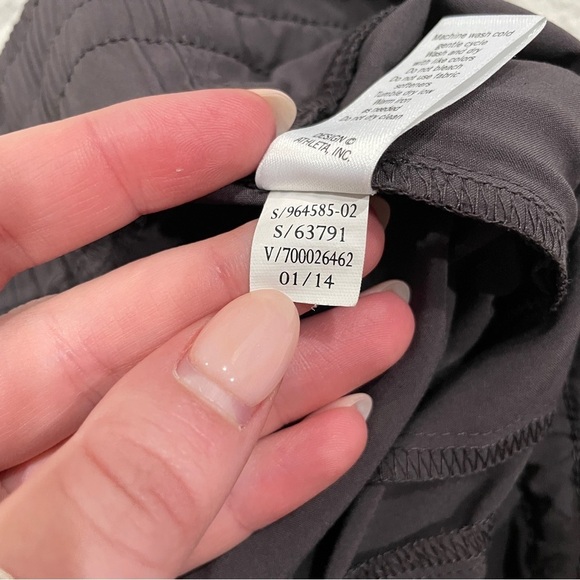 Machine wash cold
gentle cycle
Wash and dry
with like colors
Do not bleach
Do not use fabric
softeners
Tumble dry low
Warm iron
as needed
Do not dry clean
DESIGN ©
ATHLETA, INC.
S/964585-02
S/63791
V/700026462
01/14